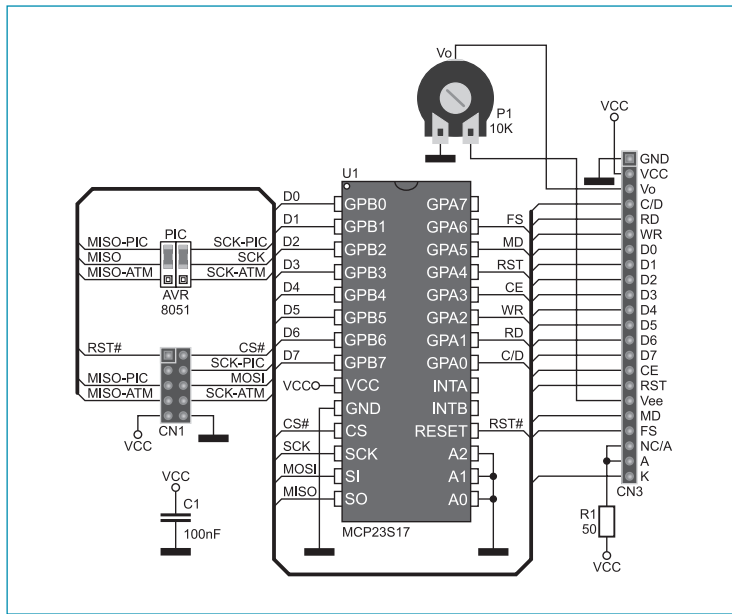 Vo
P1
10K
VCC
U1
D0
D1
D2
D3
D4
D5
D6
D7
VCC
CS#
SCK
MOSI
MISO
GPB0
GPB1
GPB2
GPB3
GPB4
GPB5
GPB6
GPB7
VCC
GND
CS
SCK
SI
SO
GPA7
GPA6
GPA5
GPA4
GPA3
GPA2
GPA1
GPA0
INTA
INTB
RESET
A2
A1
A0
MCP23S17
FS
MD
RST
CE
WR
RD
C/D
RST#
GND
VCC
Vo
C/D
RD
WR
D0
D1
D2
D3
D4
D5
D6
D7
CE
RST
Vee
MD
FS
NC/A
A
K
CN3
R1
50
VCC
PIC
MISO-PIC SCK-PIC
MISO SCK
MISO-ATM SCK-ATM
AVR
8051
RST# CS#
SCK-PIC
MISO-PIC MOSI
MISO-ATM SCK-ATM
CN1
VCC
VCC
C1
100nF